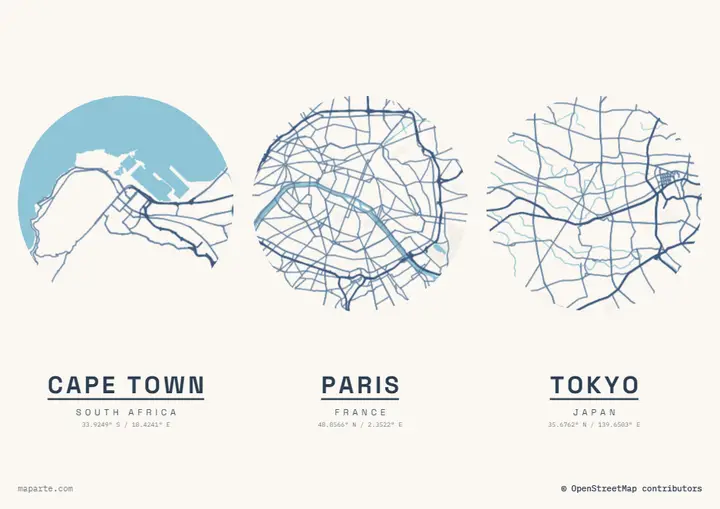 CAPE TOWN
SOUTH AFRICA
33.9249° S / 18.4241° E
PARIS
FRANCE
48.8566° N / 2.3522° E
TOKYO
JAPAN
35.6762° N / 139.6503° E
maparte.com
© OpenStreetMap contributors